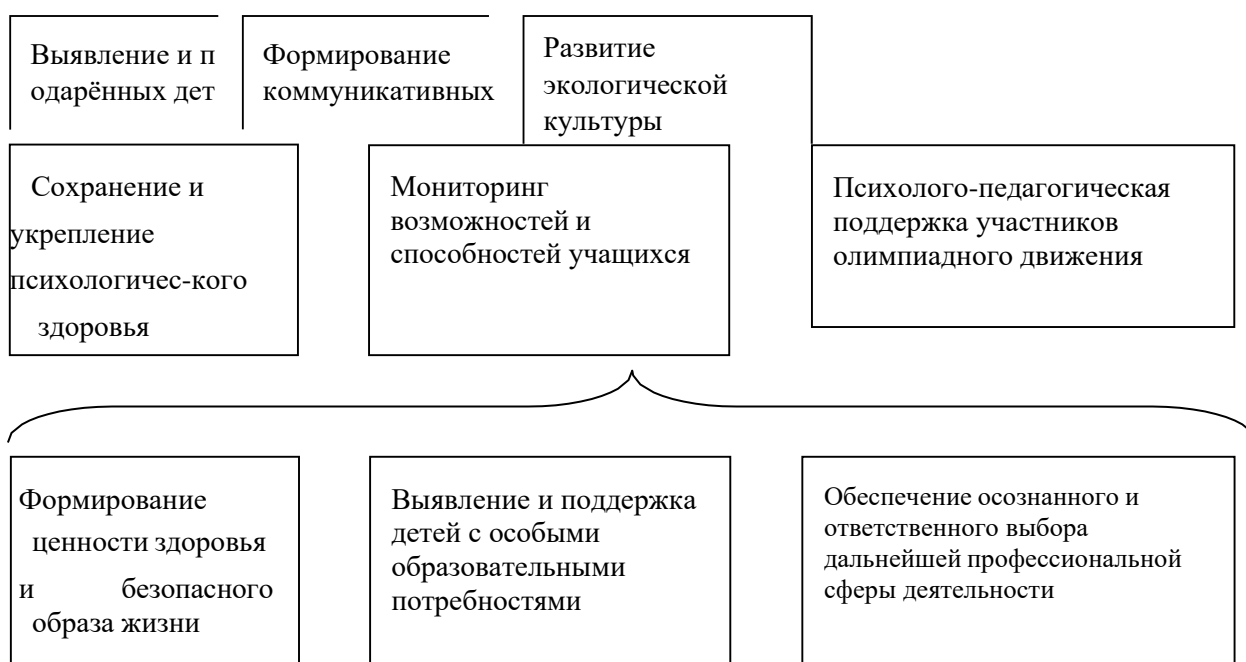 Выявление и п
одарённых дет
Формирование
коммуникативных
Развитие
экологической
культуры
Сохранение и
укрепление
психологичес-кого
здоровья
Мониторинг
возможностей и
способностей учащихся
Психолого-педагогическая
поддержка участников
олимпиадного движения
Формирование
ценности здоровья
и безопасного
образа жизни
Выявление и поддержка
детей с особыми
образовательными
потребностями
Обеспечение осознанного и
ответственного выбора
дальнейшей профессиональной
сферы деятельности